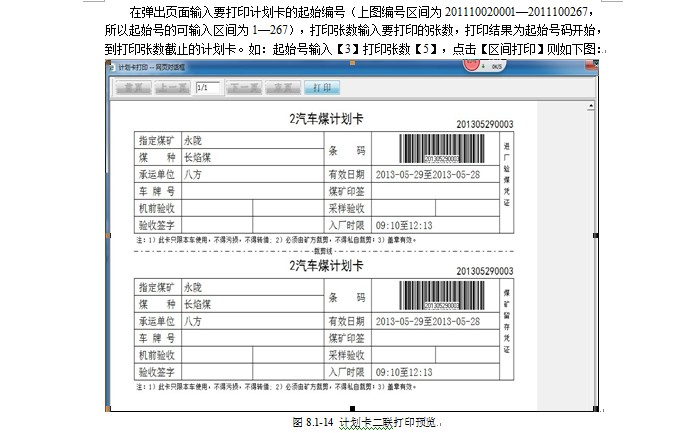 在弹出页面输入要打印计划卡的起始编号（上图编号区间为 201110020001—2011100267，
所以起始号的可输入区间为 1—267），打印张数输入要打印的张数，打印结果为起始号码开始，
到打印张数截止的计划卡。如：起始号输入【3】打印张数【5】，点击【区间打印】则如下图：
计划卡打印 -- 网页对话框
0K/S
首页 上一页 1/1 下一页 末页 打印
2汽车煤计划卡
201305290003
指定煤矿 永陇 条 码 201305290003 进厂验煤凭证
煤 种 长焰煤
承运单位 八方 有效日期 2013-05-29至2013-05-28
车 牌 号 煤矿印签
机前验收 采样验收
验收签字 入厂时限 09:10至12:13
注：1）此卡只限本车使用，不得污损，不得转借；2）必须由矿方裁剪，不得私自裁剪；3）盖章有效。
裁剪线
2汽车煤计划卡
201305290003
指定煤矿 永陇 条 码 201305290003 煤矿留存凭证
煤 种 长焰煤
承运单位 八方 有效日期 2013-05-29至2013-05-28
车 牌 号 煤矿印签
机前验收 采样验收
验收签字 入厂时限 09:10至12:13
注：1）此卡只限本车使用，不得污损，不得转借；2）必须由矿方裁剪，不得私自裁剪；3）盖章有效。
图 8.1-14 计划卡二联打印预览